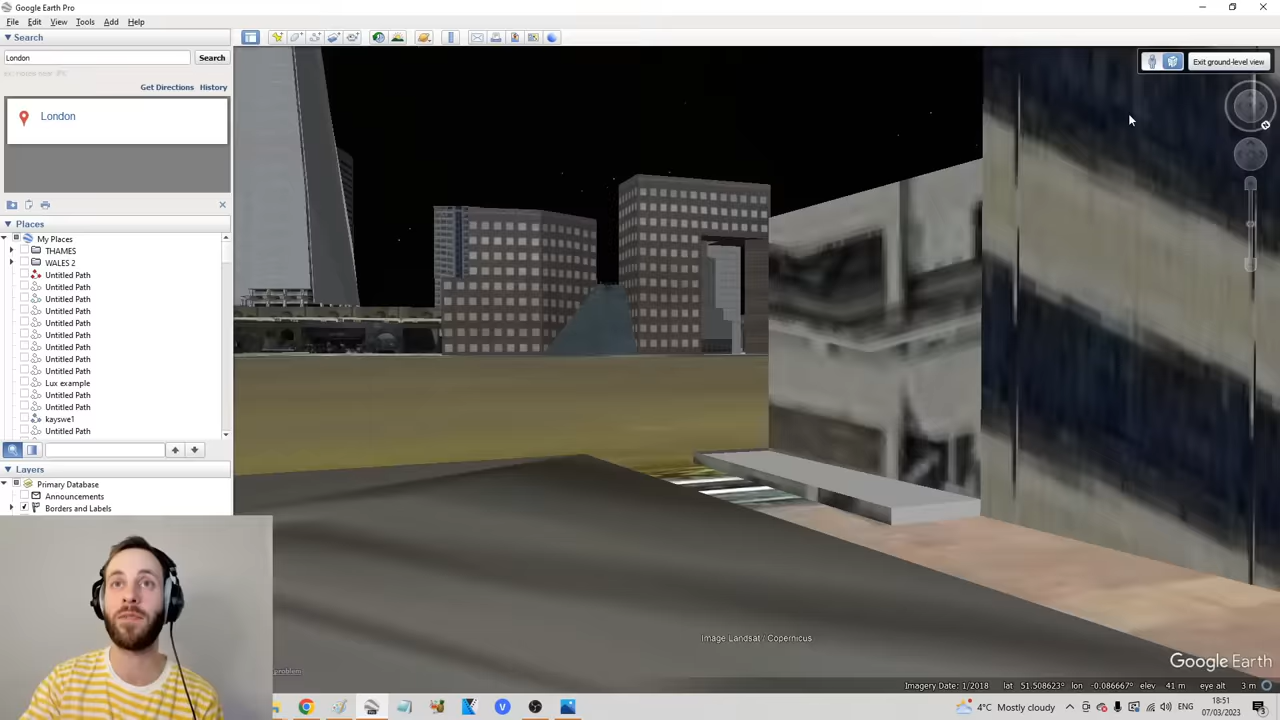 Google Earth Pro
File Edit View Tools Add Help
Search
London
Search
Get Directions History
London
Exit ground-level view
Places
My Places
THAMES
WALES 2
Untitled Path
Untitled Path
Untitled Path
Untitled Path
Untitled Path
Untitled Path
Untitled Path
Untitled Path
Untitled Path
Lux example
Untitled Path
Untitled Path
kayswe1
Untitled Path
Layers
Primary Database
Announcements
Borders and Labels
problem
Image Landsat / Copernicus
Google Earth
Imagery Date: 1/2018 lat 51.508623° lon -0.086667° elev 41 m eye alt 3 m
4°C Mostly cloudy
ENG
18:51
07/03/2023